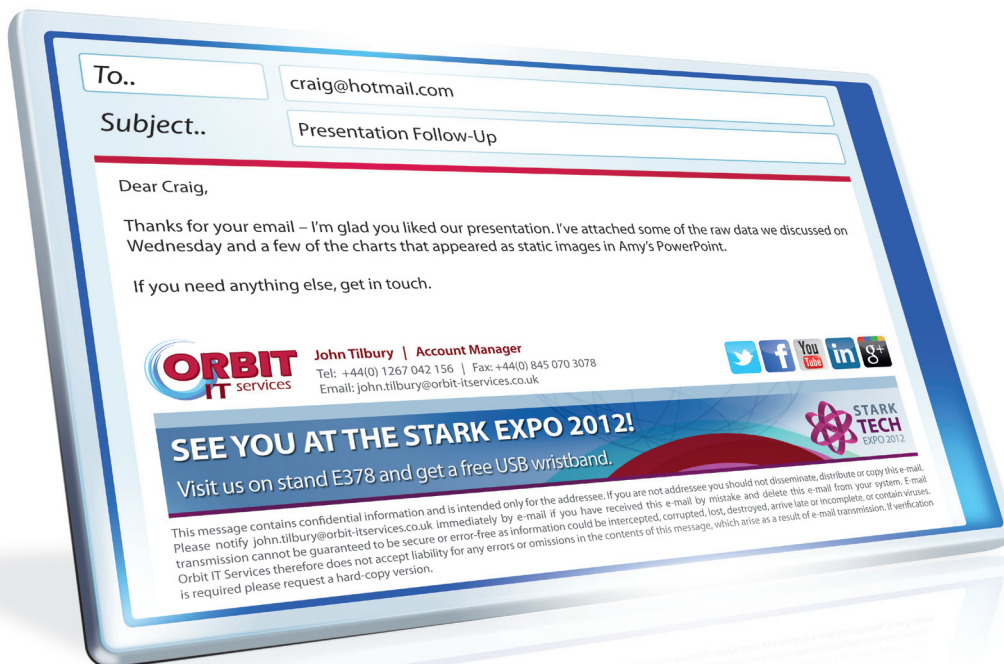 To..
craig@hotmail.com
Subject..
Presentation Follow-Up
Dear Craig,
Thanks for your email – I'm glad you liked our presentation. I've attached some of the raw data we discussed on
Wednesday and a few of the charts that appeared as static images in Amy's PowerPoint.
If you need anything else, get in touch.
ORBIT
IT services
John Tilbury | Account Manager
Tel: +44(0) 1267 042 156 | Fax: +44(0) 845 070 3078
Email: john.tilbury@orbit-itservices.co.uk
f
You
Tube
in
g+
SEE YOU AT THE STARK EXPO 2012!
Visit us on stand E378 and get a free USB wristband.
STARK
TECH
EXPO 2012
This message contains confidential information and is intended only for the addressee. If you are not addressee you should not disseminate, distribute or copy this e-mail.
Please notify john.tilbury@orbit-itservices.co.uk immediately by e-mail if you have received this e-mail by mistake and delete this e-mail from your system. E-mail
transmission cannot be guaranteed to be secure or error-free as information could be intercepted, corrupted, lost, destroyed, arrive late or incomplete, or contain viruses.
Orbit IT Services therefore does not accept liability for any errors or omissions in the contents of this message, which arise as a result of e-mail transmission. If verification
is required please request a hard-copy version.